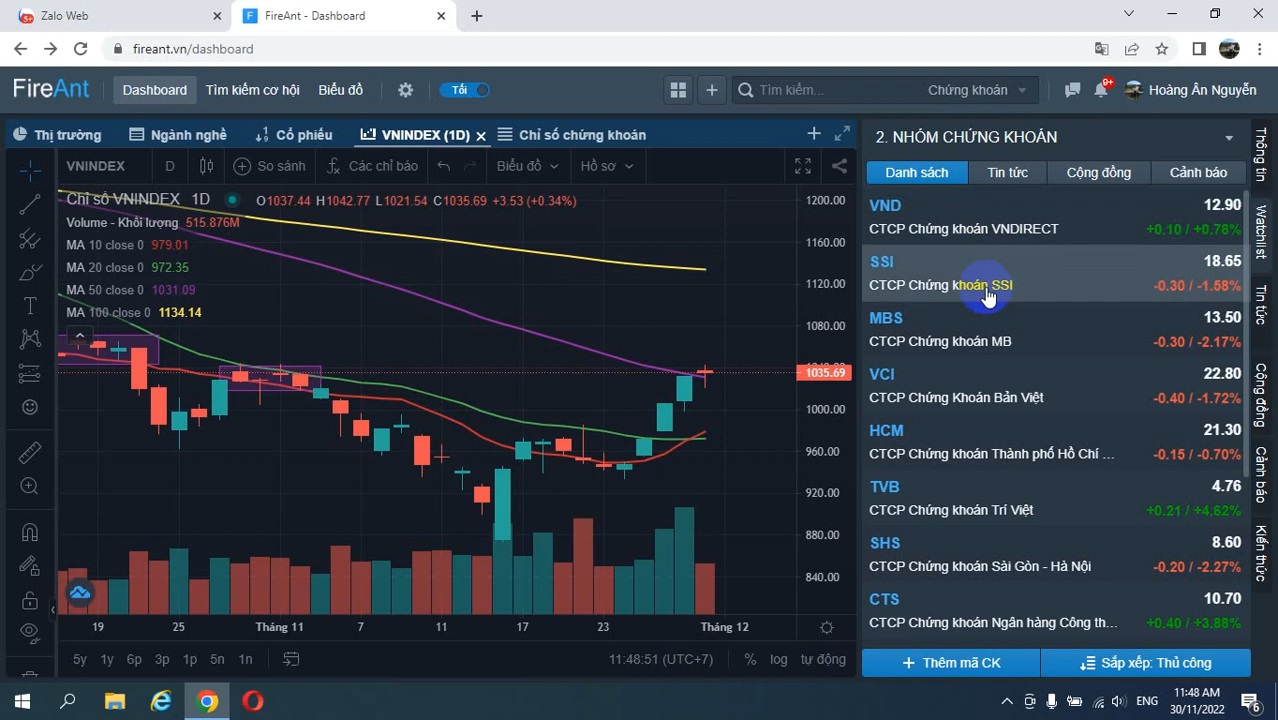 Zalo Web
FireAnt - Dashboard
fireant.vn/dashboard
FireAnt
Dashboard
Tìm kiếm cơ hội
Biểu đồ
Tối
Tìm kiếm...
Chứng khoán
9+
Hoàng Ân Nguyễn
Thị trường
Ngành nghề
Cổ phiếu
VNINDEX (1D)
Chỉ số chứng khoán
VNINDEX
D
So sánh
Các chỉ báo
Biểu đồ
Hồ sơ
Chỉ số VNINDEX 1D O1037.44 H1042.77 L1021.54 C1035.69 +3.53 (+0.34%)
Volume - Khối lượng 515.876M
MA 10 close 0 979.01
MA 20 close 0 972.35
MA 50 close 0 1031.09
MA 100 close 0 1134.14
1200.00
1160.00
1120.00
1080.00
1035.69
1000.00
960.00
920.00
880.00
840.00
19
25
Tháng 11
7
11
17
23
Tháng 12
5y
1y
6p
3p
1p
5n
1n
11:48:51 (UTC+7)
%
log
tự động
2. NHÓM CHỨNG KHOÁN
Danh sách
Tin tức
Cộng đồng
Cảnh báo
VND 12.90
CTCP Chứng khoán VNDIRECT +0.10 / +0.78%
SSI 18.65
CTCP Chứng khoán SSI -0.30 / -1.58%
MBS 13.50
CTCP Chứng khoán MB -0.30 / -2.17%
VCI 22.80
CTCP Chứng Khoán Bản Việt -0.40 / -1.72%
HCM 21.30
CTCP Chứng khoán Thành phố Hồ Chí ... -0.15 / -0.70%
TVB 4.76
CTCP Chứng khoán Trí Việt +0.21 / +4.62%
SHS 8.60
CTCP Chứng khoán Sài Gòn - Hà Nội -0.20 / -2.27%
CTS 10.70
CTCP Chứng khoán Ngân hàng Công th... +0.40 / +3.88%
Thêm mã CK
Sắp xếp: Thủ công
Thông tin
Watchlist
Tin tức
Cộng đồng
Cảnh báo
Kiến thức
ENG
11:48 AM
30/11/2022
6